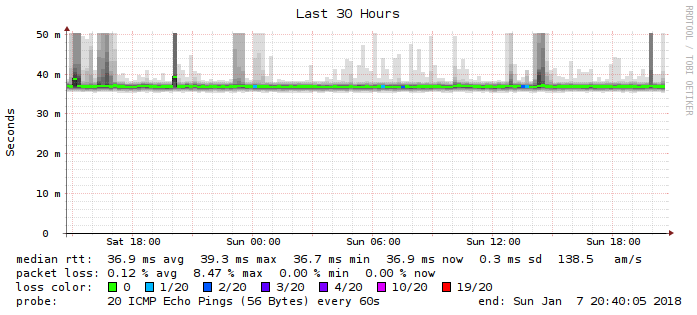 Last 30 Hours
RRDTOOL / TOBI OETIKER
Seconds
50 m
40 m
30 m
20 m
10 m
0
Sat 18:00 Sun 00:00 Sun 06:00 Sun 12:00 Sun 18:00
median rtt: 36.9 ms avg 39.3 ms max 36.7 ms min 36.9 ms now 0.3 ms sd 138.5 am/s
packet loss: 0.12 % avg 8.47 % max 0.00 % min 0.00 % now
loss color: 0 1/20 2/20 3/20 4/20 10/20 19/20
probe: 20 ICMP Echo Pings (56 Bytes) every 60s end: Sun Jan 7 20:40:05 2018